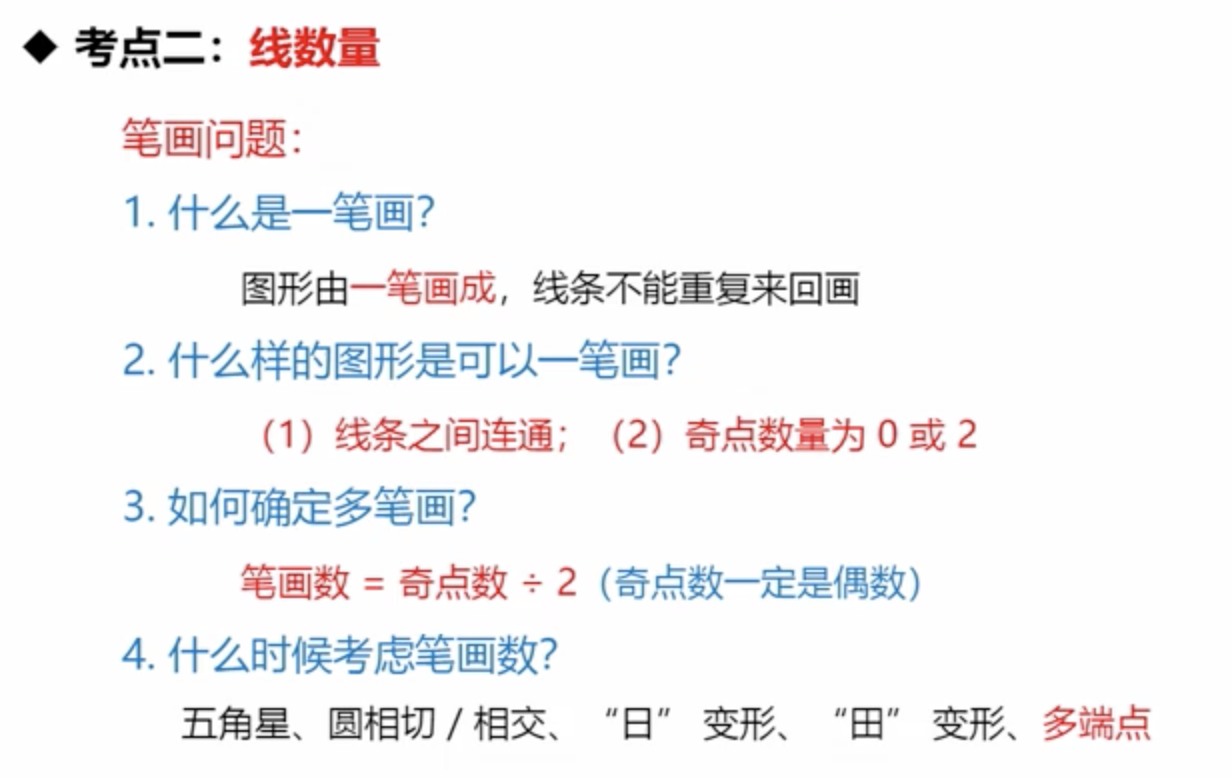 ◆ 考点二：线数量
笔画问题：
1. 什么是一笔画？
图形由一笔画成，线条不能重复来回画
2. 什么样的图形是可以一笔画？
（1）线条之间连通；（2）奇点数量为 0 或 2
3. 如何确定多笔画？
笔画数 = 奇点数 ÷ 2（奇点数一定是偶数）
4. 什么时候考虑笔画数？
五角星、圆相切 / 相交、“日” 变形、“田” 变形、多端点